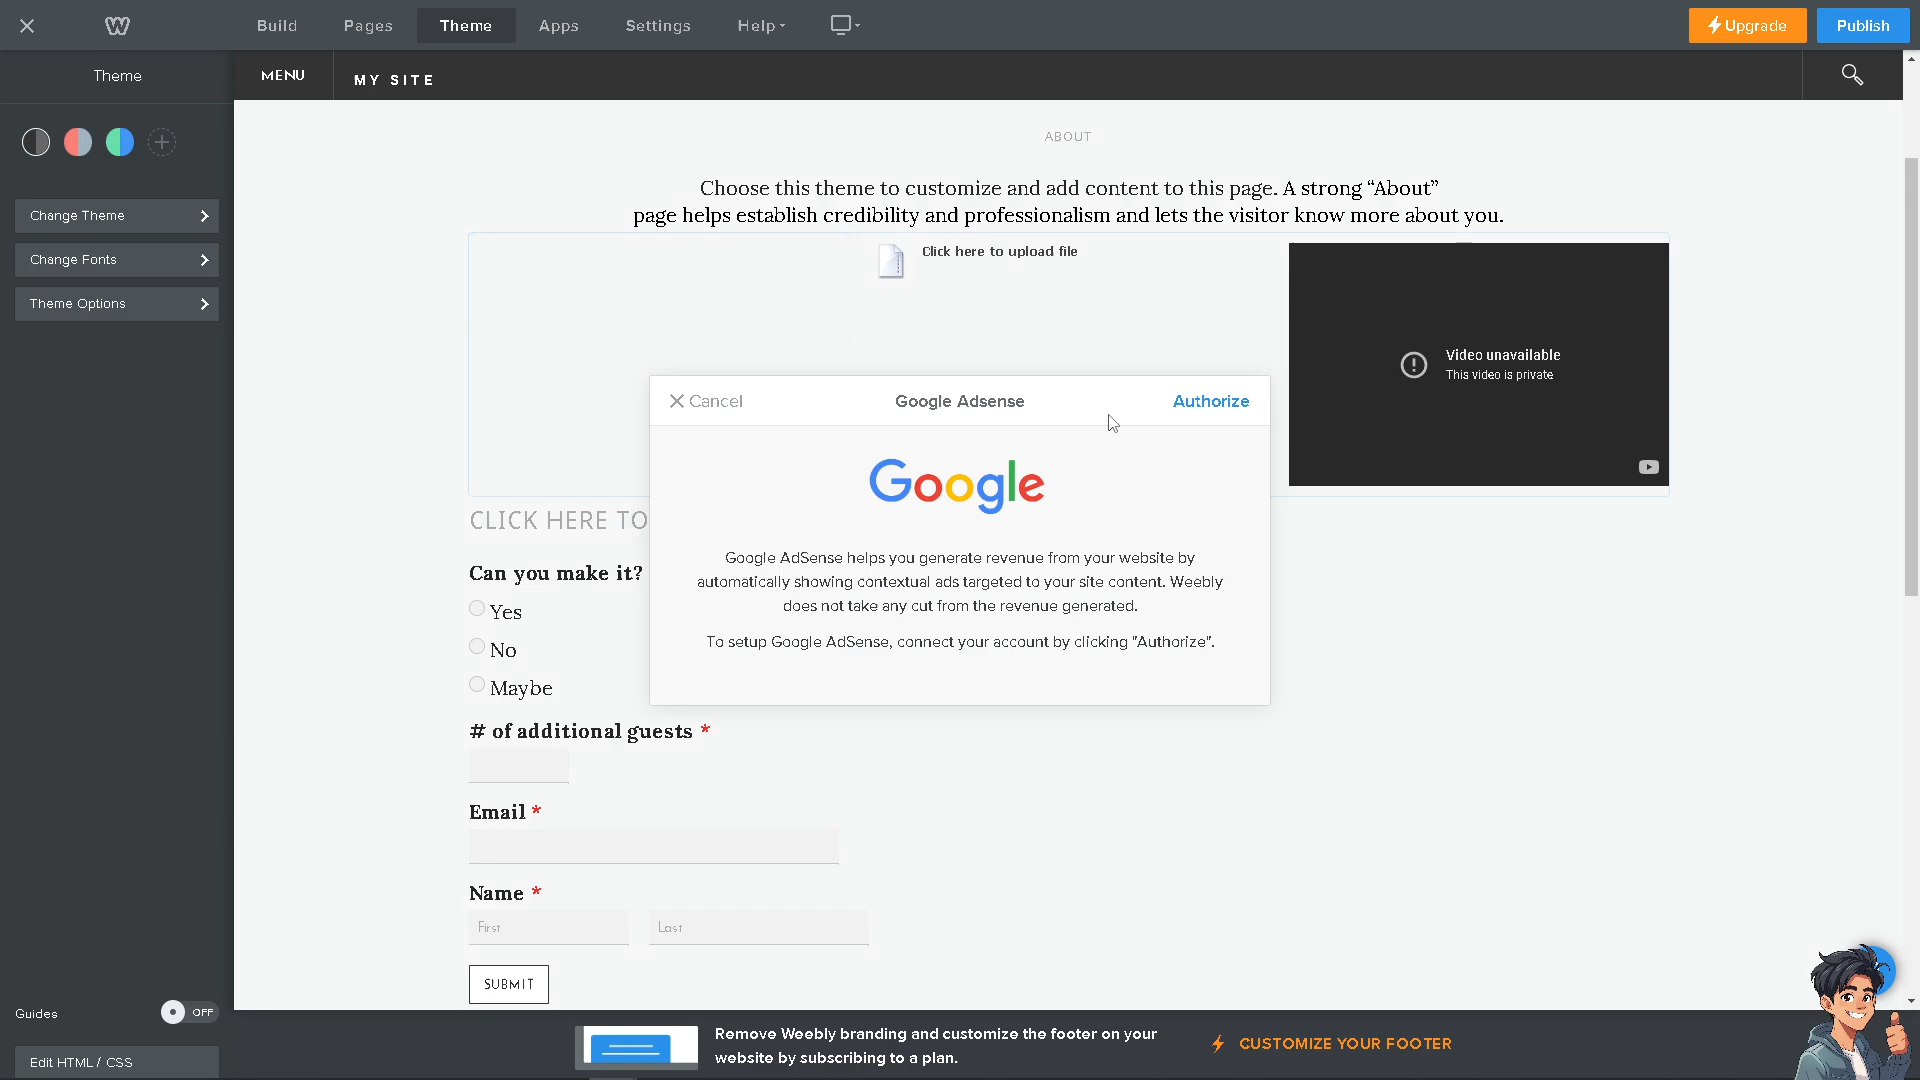 Build
Pages
Theme
Apps
Settings
Help
Upgrade
Publish
Theme
MENU
MY SITE
Change Theme
Change Fonts
Theme Options
ABOUT
Choose this theme to customize and add content to this page. A strong “About”
page helps establish credibility and professionalism and lets the visitor know more about you.
Click here to upload file
Video unavailable
This video is private
Cancel
Google Adsense
Authorize
Google
Google AdSense helps you generate revenue from your website by
automatically showing contextual ads targeted to your site content. Weebly
does not take any cut from the revenue generated.
To setup Google AdSense, connect your account by clicking "Authorize".
CLICK HERE TO
Can you make it?
Yes
No
Maybe
# of additional guests *
Email *
Name *
First
Last
SUBMIT
Guides
OFF
Edit HTML / CSS
Remove Weebly branding and customize the footer on your
website by subscribing to a plan.
CUSTOMIZE YOUR FOOTER